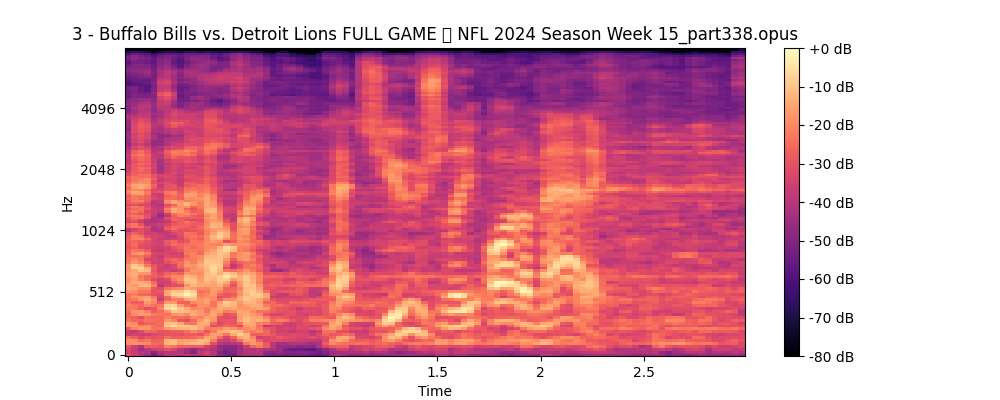 3 - Buffalo Bills vs. Detroit Lions FULL GAME ▯ NFL 2024 Season Week 15_part338.opus
+0 dB
-10 dB
-20 dB
-30 dB
-40 dB
-50 dB
-60 dB
-70 dB
-80 dB
4096
2048
1024
512
0
Hz
0 0.5 1 1.5 2 2.5
Time